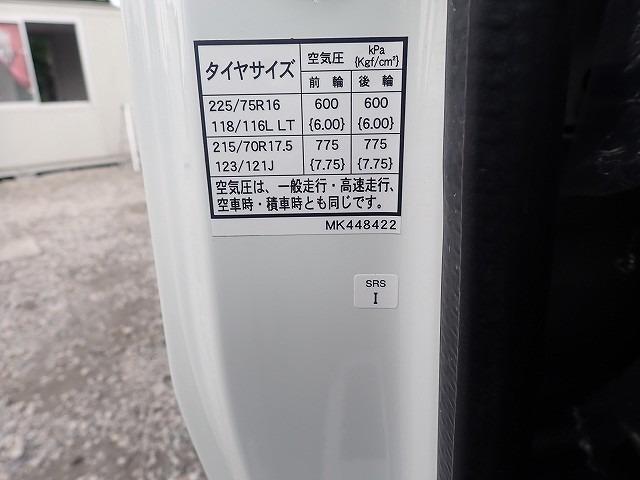 タイヤサイズ 空気圧 kPa {Kgf/cm²}
前輪 後輪
225/75R16 600 600
118/116L LT {6.00} {6.00}
215/70R17.5 775 775
123/121J {7.75} {7.75}
空気圧は、一般走行・高速走行、
空車時・積車時とも同じです。
MK448422
SRS
I